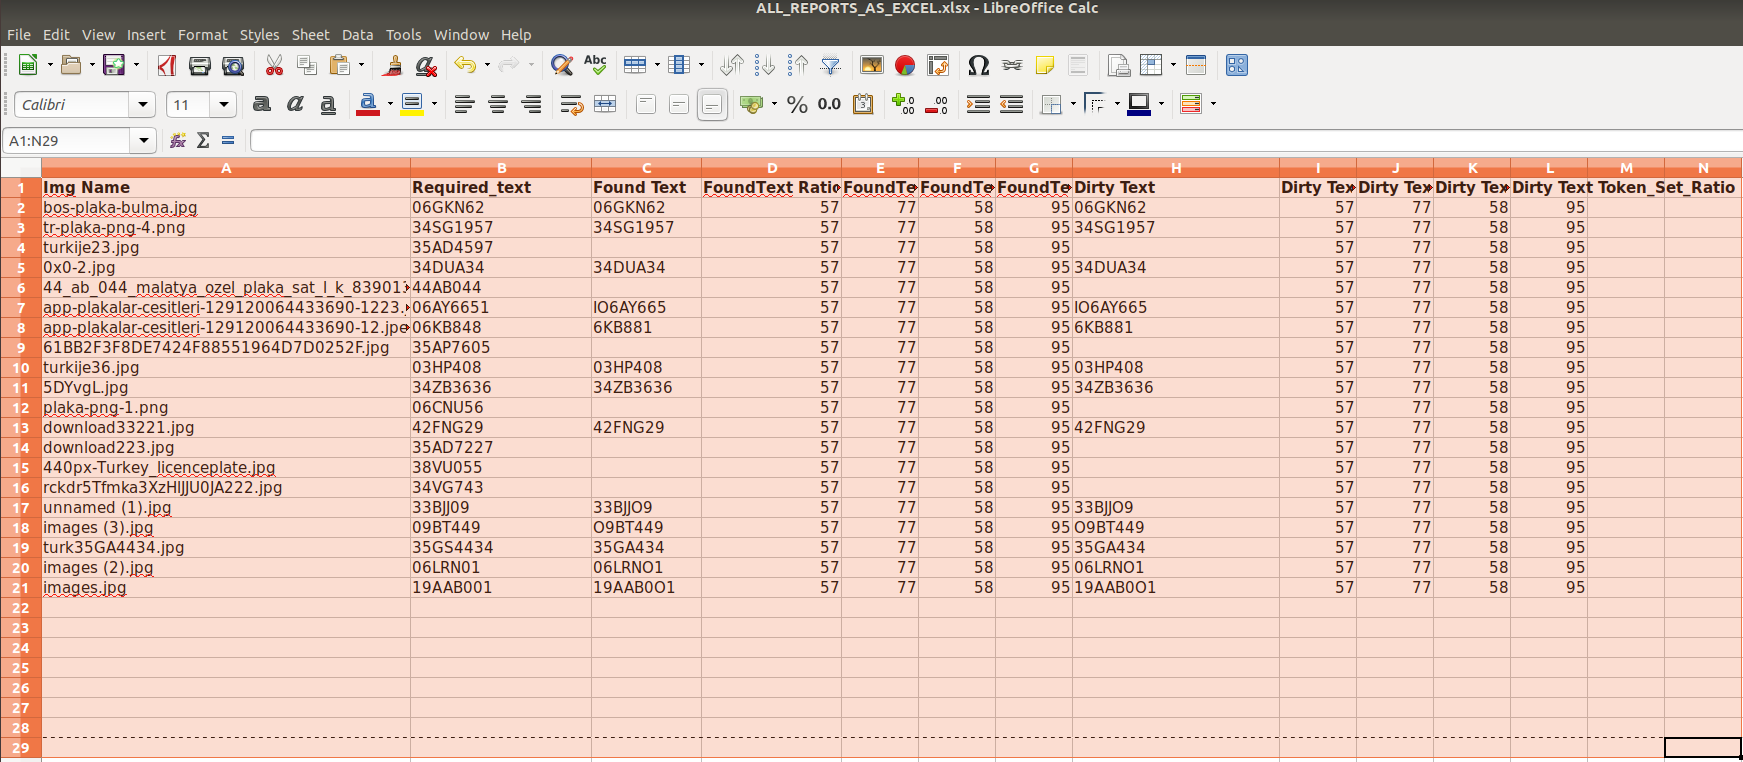 ALL_REPORTS_AS_EXCEL.xlsx - LibreOffice Calc
File Edit View Insert Format Styles Sheet Data Tools Window Help
Abc
Calibri 11 a a a a % 0.0
A1:N29
A B C D E F G H I J K L M N
1 Img Name Required_text Found Text FoundText Ratio FoundTe FoundTe FoundTe Dirty Text Dirty Tex Dirty Tex Dirty Tex Dirty Text Token_Set_Ratio
2 bos-plaka-bulma.jpg 06GKN62 06GKN62 57 77 58 95 06GKN62 57 77 58 95
3 tr-plaka-png-4.png 34SG1957 34SG1957 57 77 58 95 34SG1957 57 77 58 95
4 turkije23.jpg 35AD4597 57 77 58 95 57 77 58 95
5 0x0-2.jpg 34DUA34 34DUA34 57 77 58 95 34DUA34 57 77 58 95
6 44_ab_044_malatya_ozel_plaka_sat_l_k_83901 44AB044 57 77 58 95 57 77 58 95
7 app-plakalar-cesitleri-129120064433690-1223. 06AY6651 IO6AY665 57 77 58 95 IO6AY665 57 77 58 95
8 app-plakalar-cesitleri-129120064433690-12.jpe 06KB848 6KB881 57 77 58 95 6KB881 57 77 58 95
9 61BB2F3F8DE7424F88551964D7D0252F.jpg 35AP7605 57 77 58 95 57 77 58 95
10 turkije36.jpg 03HP408 03HP408 57 77 58 95 03HP408 57 77 58 95
11 5DYvgL.jpg 34ZB3636 34ZB3636 57 77 58 95 34ZB3636 57 77 58 95
12 plaka-png-1.png 06CNU56 57 77 58 95 57 77 58 95
13 download33221.jpg 42FNG29 42FNG29 57 77 58 95 42FNG29 57 77 58 95
14 download223.jpg 35AD7227 57 77 58 95 57 77 58 95
15 440px-Turkey_licenceplate.jpg 38VU055 57 77 58 95 57 77 58 95
16 rckdr5Tfmka3XzHIJJU0JA222.jpg 34VG743 57 77 58 95 57 77 58 95
17 unnamed (1).jpg 33BJJ09 33BJJO9 57 77 58 95 33BJJO9 57 77 58 95
18 images (3).jpg 09BT449 O9BT449 57 77 58 95 O9BT449 57 77 58 95
19 turk35GA4434.jpg 35GS4434 35GA434 57 77 58 95 35GA434 57 77 58 95
20 images (2).jpg 06LRN01 06LRNO1 57 77 58 95 06LRNO1 57 77 58 95
21 images.jpg 19AAB001 19AAB0O1 57 77 58 95 19AAB0O1 57 77 58 95
22
23
24
25
26
27
28
29